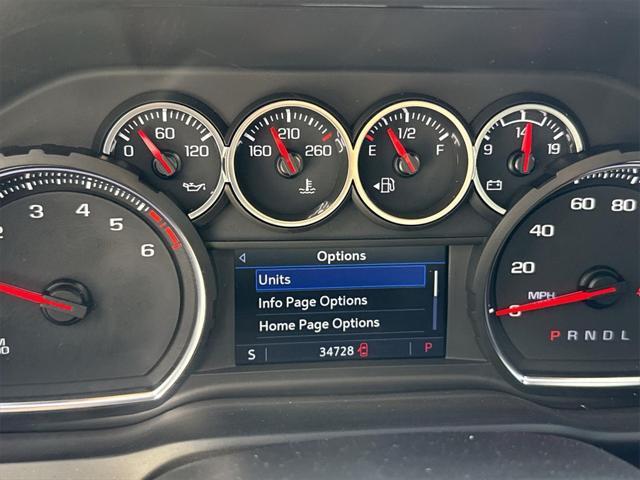 0 60 120
160 210 260
E 1/2 F
9 14 19
2 3 4 5 6
Options
Units
Info Page Options
Home Page Options
S 34728 P
0 20 40 60 80
MPH
P R N D L